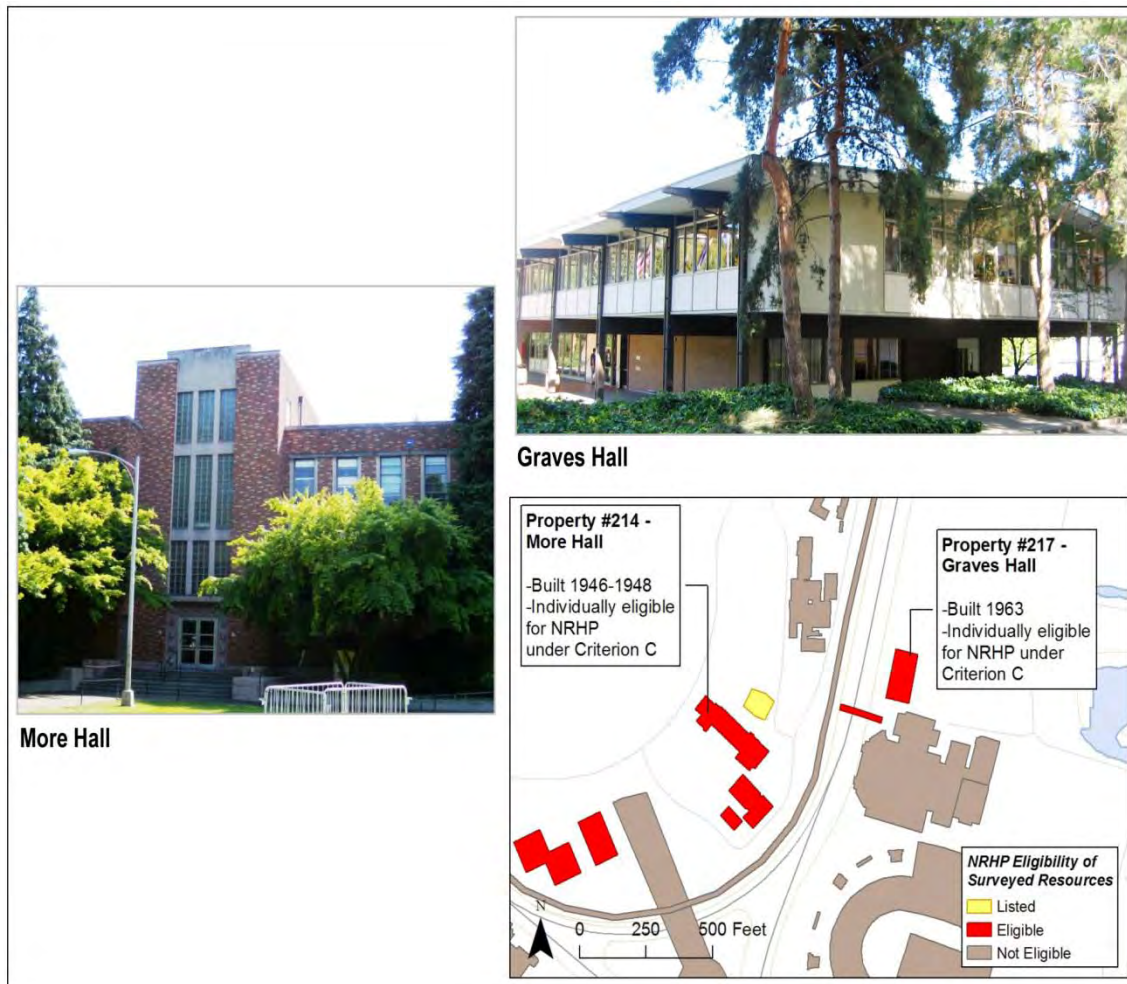 Graves Hall
More Hall
Property #214 -
More Hall
-Built 1946-1948
-Individually eligible
for NRHP
under Criterion C
Property #217 -
Graves Hall
-Built 1963
-Individually eligible
for NRHP under
Criterion C
NRHP Eligibility of
Surveyed Resources
Listed
Eligible
Not Eligible
N
0 250 500 Feet